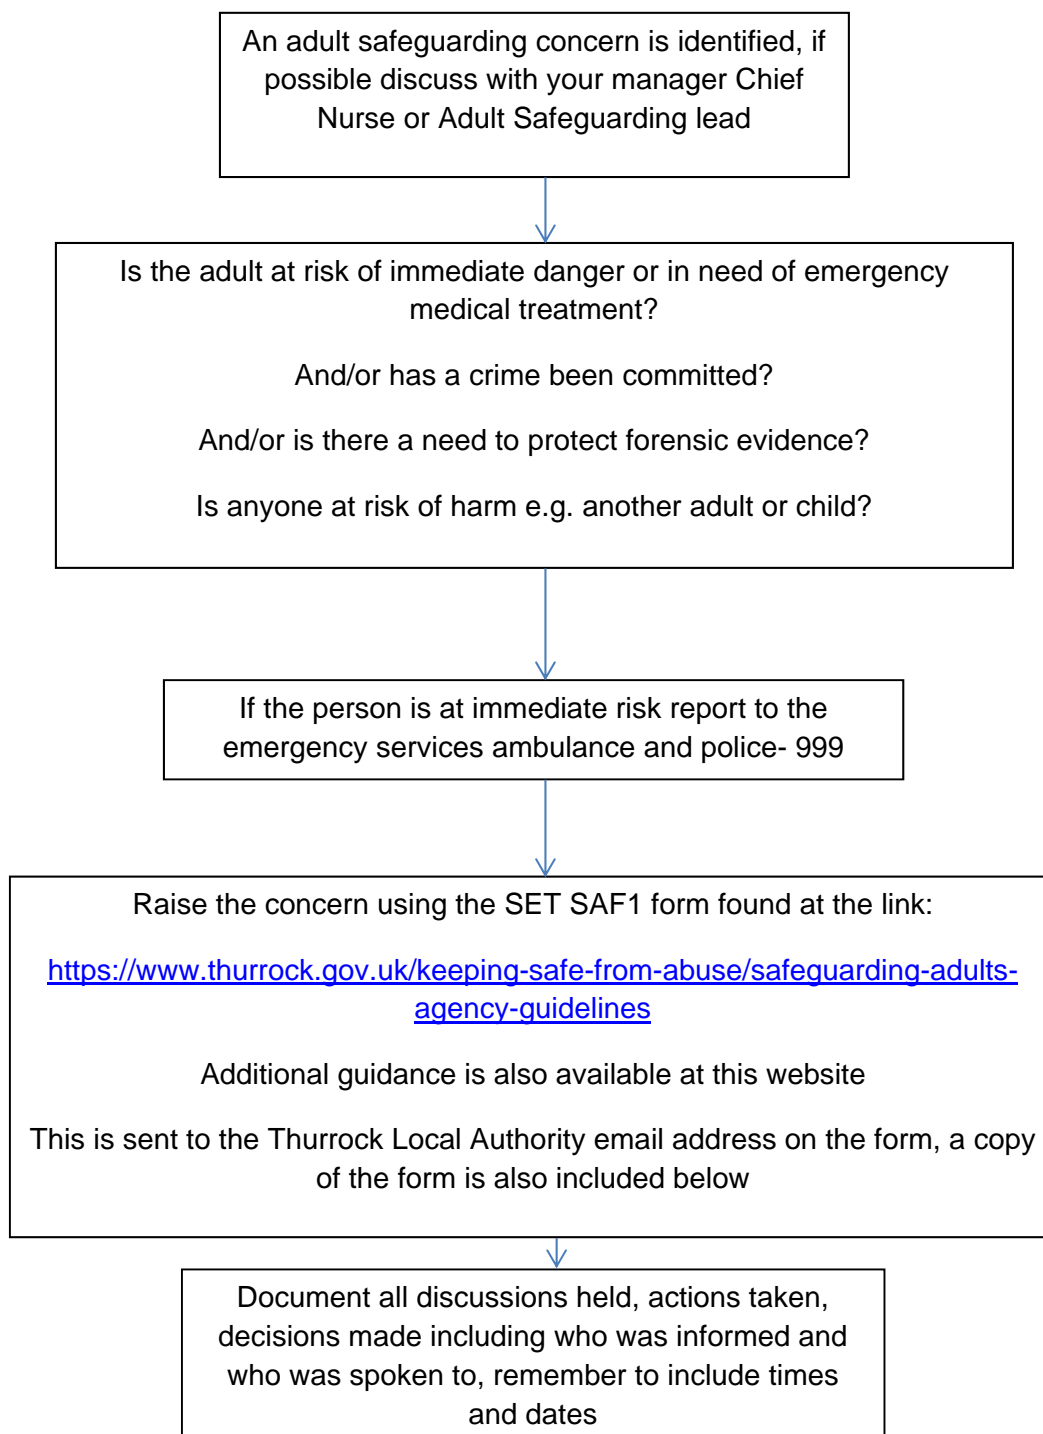 An adult safeguarding concern is identified, if
possible discuss with your manager Chief
Nurse or Adult Safeguarding lead
Is the adult at risk of immediate danger or in need of emergency
medical treatment?
And/or has a crime been committed?
And/or is there a need to protect forensic evidence?
Is anyone at risk of harm e.g. another adult or child?
If the person is at immediate risk report to the
emergency services ambulance and police- 999
Raise the concern using the SET SAF1 form found at the link:
https://www.thurrock.gov.uk/keeping-safe-from-abuse/safeguarding-adults-
agency-guidelines
Additional guidance is also available at this website
This is sent to the Thurrock Local Authority email address on the form, a copy
of the form is also included below
Document all discussions held, actions taken,
decisions made including who was informed and
who was spoken to, remember to include times
and dates